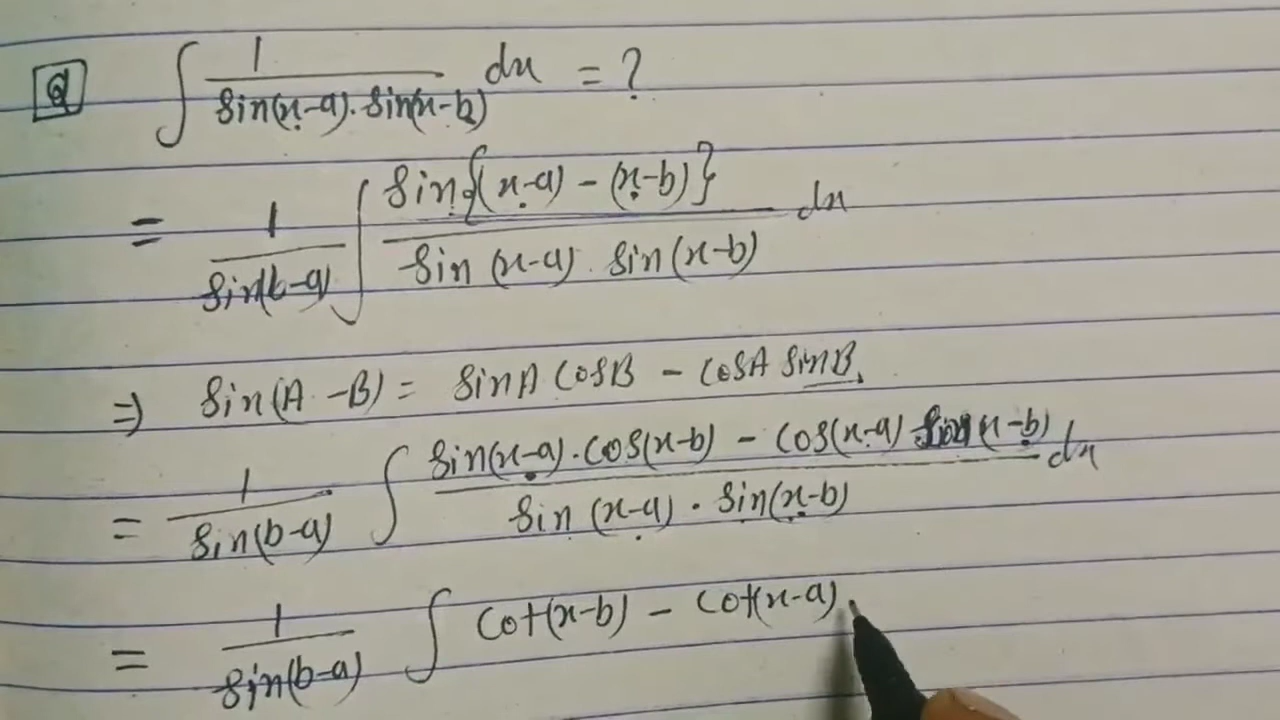 Q ∫ 1/(sin(x-a).sin(x-b)) dx = ?
= 1/sin(b-a) ∫ sin{(x-a) - (x-b)}/(sin(x-a).sin(x-b)) dx
⇒ sin(A-B) = sinA cosB - cosA sinB.
= 1/sin(b-a) ∫ (sin(x-a).cos(x-b) - cos(x-a) sin(x-b))/(sin(x-a).sin(x-b)) dx
= 1/sin(b-a) ∫ cot(x-b) - cot(x-a)